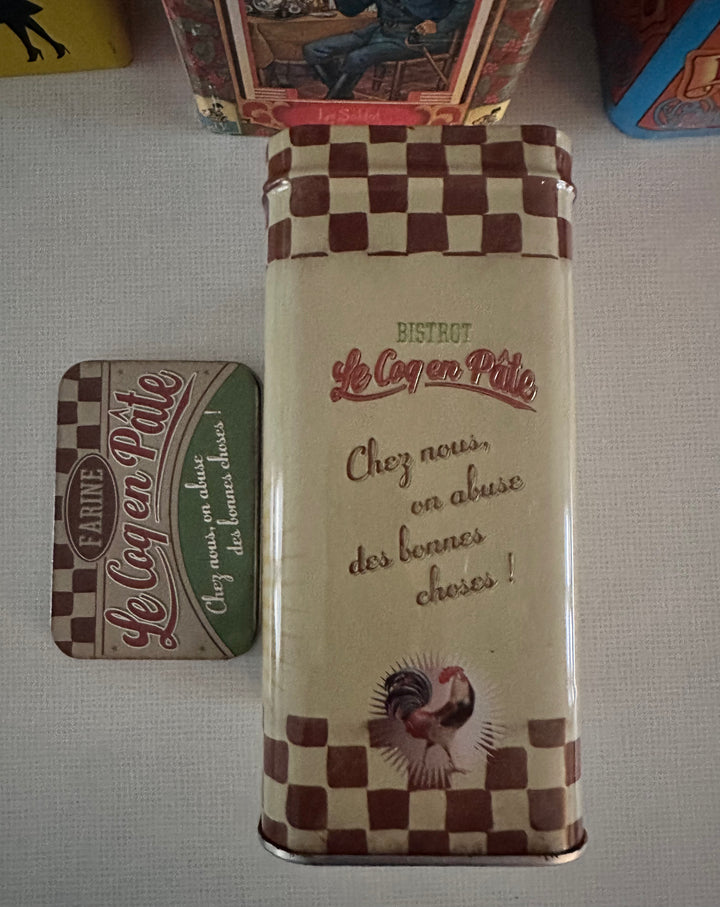 BISTROT
Le Coq en Pâte
Chez nous,
on abuse
des bonnes
choses !
FARINE
Le Coq en Pâte
Chez nous, on abuse
des bonnes choses !